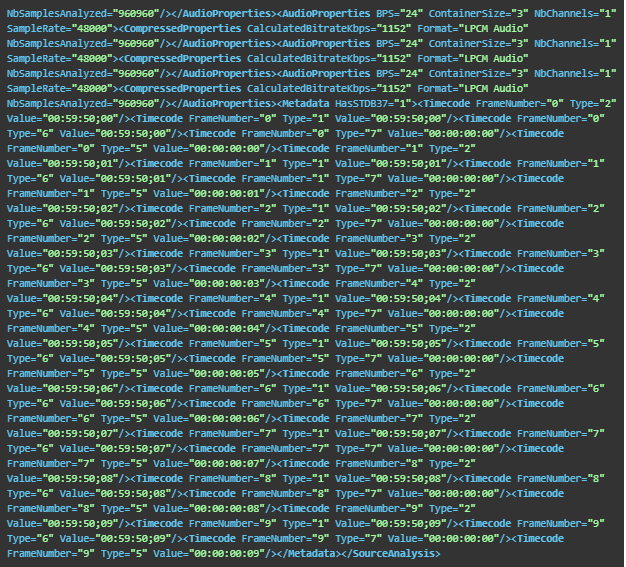 NbSamplesAnalyzed="960960"/></AudioProperties><AudioProperties BPS="24" ContainerSize="3" NbChannels="1"
SampleRate="48000"><CompressedProperties CalculatedBitrateKbps="1152" Format="LPCM Audio"
NbSamplesAnalyzed="960960"/></AudioProperties><AudioProperties BPS="24" ContainerSize="3" NbChannels="1"
SampleRate="48000"><CompressedProperties CalculatedBitrateKbps="1152" Format="LPCM Audio"
NbSamplesAnalyzed="960960"/></AudioProperties><AudioProperties BPS="24" ContainerSize="3" NbChannels="1"
SampleRate="48000"><CompressedProperties CalculatedBitrateKbps="1152" Format="LPCM Audio"
NbSamplesAnalyzed="960960"/></AudioProperties><Metadata HasSTDB37="1"><Timecode FrameNumber="0" Type="2"
Value="00:59:50;00"/><Timecode FrameNumber="0" Type="1" Value="00:59:50;00"/><Timecode FrameNumber="0"
Type="6" Value="00:59:50;00"/><Timecode FrameNumber="0" Type="7" Value="00:00:00:00"/><Timecode
FrameNumber="0" Type="5" Value="00:00:00:00"/><Timecode FrameNumber="1" Type="2"
Value="00:59:50;01"/><Timecode FrameNumber="1" Type="1" Value="00:59:50;01"/><Timecode FrameNumber="1"
Type="6" Value="00:59:50;01"/><Timecode FrameNumber="1" Type="7" Value="00:00:00:00"/><Timecode
FrameNumber="1" Type="5" Value="00:00:00:01"/><Timecode FrameNumber="2" Type="2"
Value="00:59:50;02"/><Timecode FrameNumber="2" Type="1" Value="00:59:50;02"/><Timecode FrameNumber="2"
Type="6" Value="00:59:50;02"/><Timecode FrameNumber="2" Type="7" Value="00:00:00:00"/><Timecode
FrameNumber="2" Type="5" Value="00:00:00:02"/><Timecode FrameNumber="3" Type="2"
Value="00:59:50;03"/><Timecode FrameNumber="3" Type="1" Value="00:59:50;03"/><Timecode FrameNumber="3"
Type="6" Value="00:59:50;03"/><Timecode FrameNumber="3" Type="7" Value="00:00:00:00"/><Timecode
FrameNumber="3" Type="5" Value="00:00:00:03"/><Timecode FrameNumber="4" Type="2"
Value="00:59:50;04"/><Timecode FrameNumber="4" Type="1" Value="00:59:50;04"/><Timecode FrameNumber="4"
Type="6" Value="00:59:50;04"/><Timecode FrameNumber="4" Type="7" Value="00:00:00:00"/><Timecode
FrameNumber="4" Type="5" Value="00:00:00:04"/><Timecode FrameNumber="5" Type="2"
Value="00:59:50;05"/><Timecode FrameNumber="5" Type="1" Value="00:59:50;05"/><Timecode FrameNumber="5"
Type="6" Value="00:59:50;05"/><Timecode FrameNumber="5" Type="7" Value="00:00:00:00"/><Timecode
FrameNumber="5" Type="5" Value="00:00:00:05"/><Timecode FrameNumber="6" Type="2"
Value="00:59:50;06"/><Timecode FrameNumber="6" Type="1" Value="00:59:50;06"/><Timecode FrameNumber="6"
Type="6" Value="00:59:50;06"/><Timecode FrameNumber="6" Type="7" Value="00:00:00:00"/><Timecode
FrameNumber="6" Type="5" Value="00:00:00:06"/><Timecode FrameNumber="7" Type="2"
Value="00:59:50;07"/><Timecode FrameNumber="7" Type="1" Value="00:59:50;07"/><Timecode FrameNumber="7"
Type="6" Value="00:59:50;07"/><Timecode FrameNumber="7" Type="7" Value="00:00:00:00"/><Timecode
FrameNumber="7" Type="5" Value="00:00:00:07"/><Timecode FrameNumber="8" Type="2"
Value="00:59:50;08"/><Timecode FrameNumber="8" Type="1" Value="00:59:50;08"/><Timecode FrameNumber="8"
Type="6" Value="00:59:50;08"/><Timecode FrameNumber="8" Type="7" Value="00:00:00:00"/><Timecode
FrameNumber="8" Type="5" Value="00:00:00:08"/><Timecode FrameNumber="9" Type="2"
Value="00:59:50;09"/><Timecode FrameNumber="9" Type="1" Value="00:59:50;09"/><Timecode FrameNumber="9"
Type="6" Value="00:59:50;09"/><Timecode FrameNumber="9" Type="7" Value="00:00:00:00"/><Timecode
FrameNumber="9" Type="5" Value="00:00:00:09"/></Metadata></SourceAnalysis>